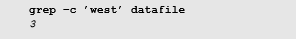 grep –c ’west’ datafile
3